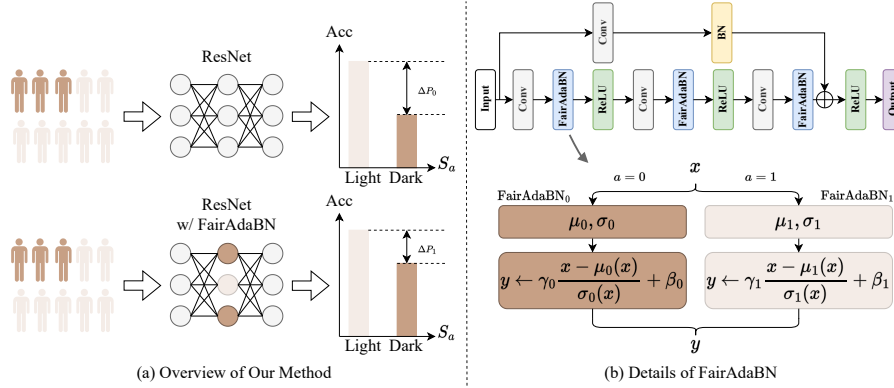 Acc
ResNet
ΔP₀
Sₐ
Light Dark
ResNet
w/ FairAdaBN
Acc
ΔP₁
Sₐ
Light Dark
(a) Overview of Our Method
Conv
BN
Input
Conv
FairAdaBN
ReLU
Conv
FairAdaBN
ReLU
Conv
FairAdaBN
ReLU
Output
x
a = 0
a = 1
FairAdaBN₀
FairAdaBN₁
μ₀, σ₀
μ₁, σ₁
y ← γ₀ (x − μ₀(x)) / σ₀(x) + β₀
y ← γ₁ (x − μ₁(x)) / σ₁(x) + β₁
y
(b) Details of FairAdaBN